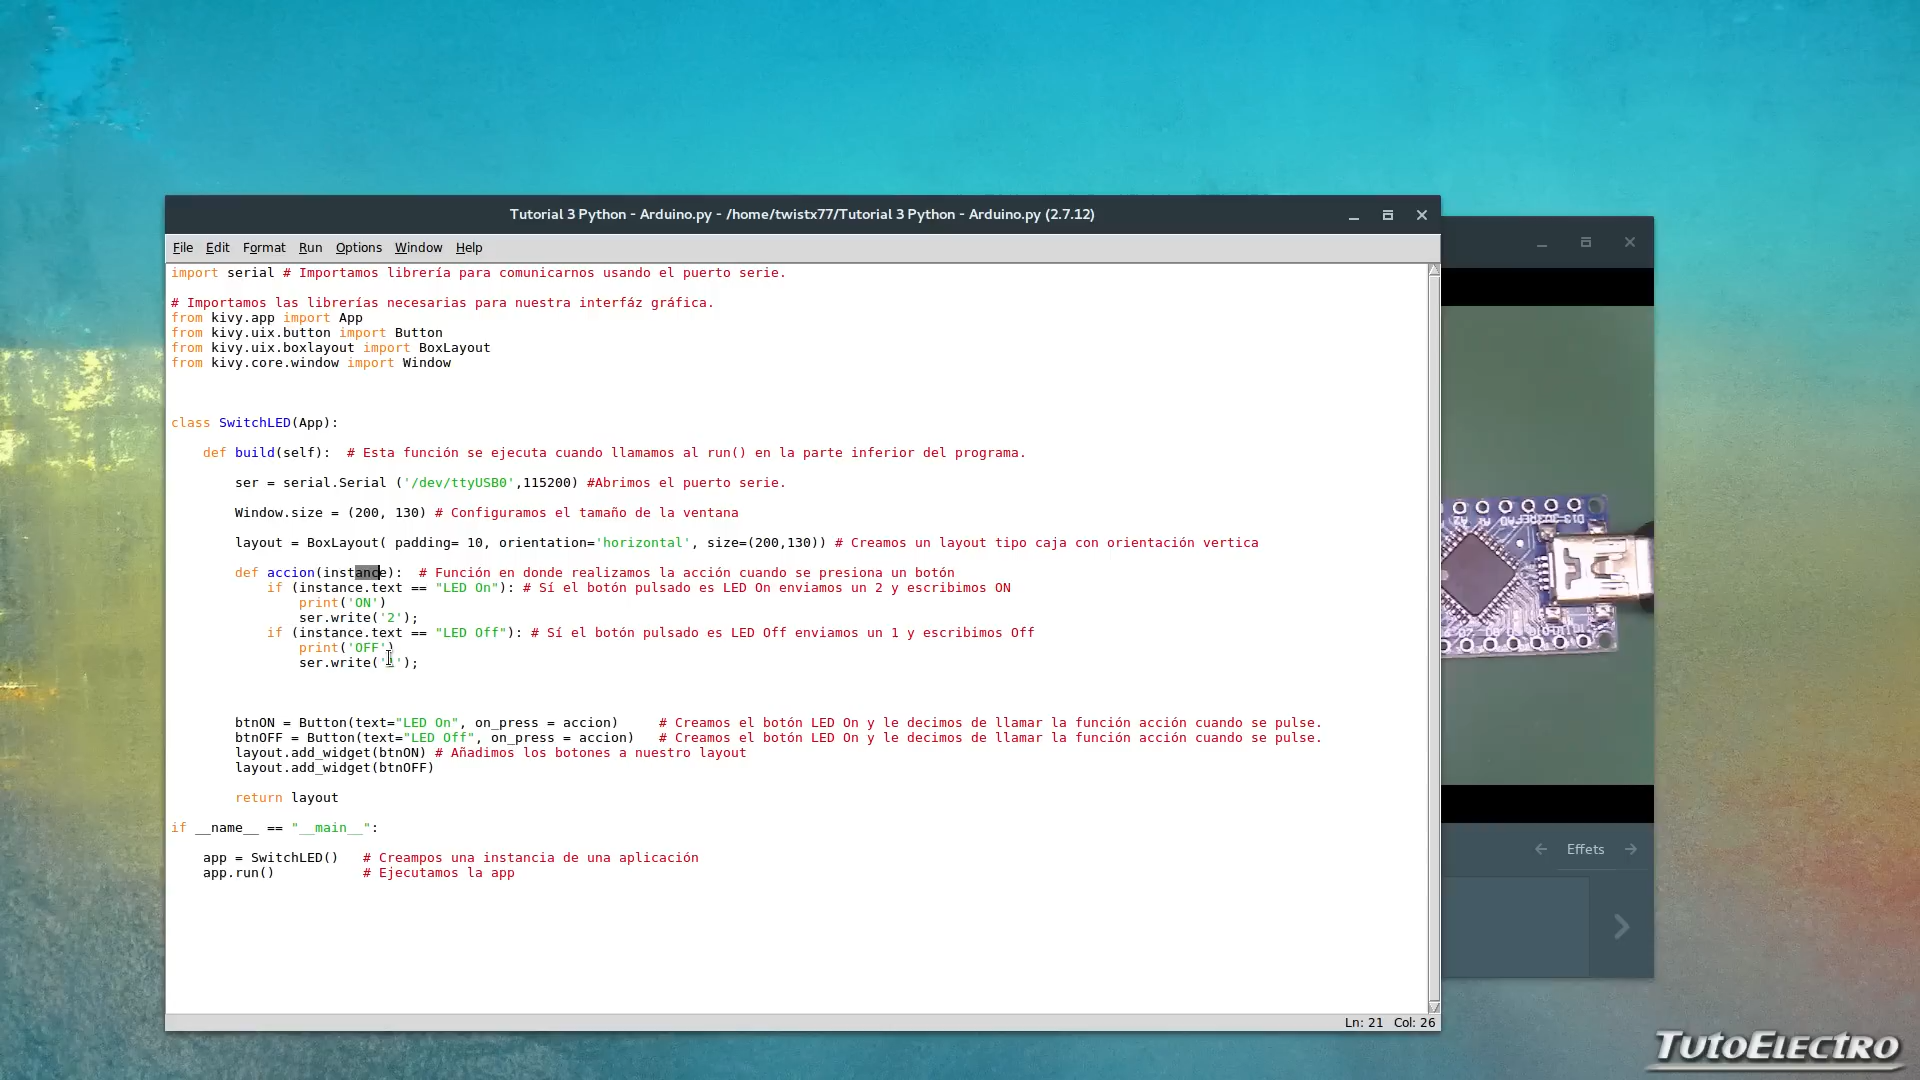 Tutorial 3 Python - Arduino.py - /home/twistx77/Tutorial 3 Python - Arduino.py (2.7.12)
File Edit Format Run Options Window Help
import serial # Importamos librería para comunicarnos usando el puerto serie.
# Importamos las librerías necesarias para nuestra interfáz gráfica.
from kivy.app import App
from kivy.uix.button import Button
from kivy.uix.boxlayout import BoxLayout
from kivy.core.window import Window
class SwitchLED(App):
def build(self):  # Esta función se ejecuta cuando llamamos al run() en la parte inferior del programa.
ser = serial.Serial ('/dev/ttyUSB0',115200) #Abrimos el puerto serie.
Window.size = (200, 130) # Configuramos el tamaño de la ventana
layout = BoxLayout( padding= 10, orientation='horizontal', size=(200,130)) # Creamos un layout tipo caja con orientación vertica
def accion(instance):  # Función en donde realizamos la acción cuando se presiona un botón
if (instance.text == "LED On"): # Sí el botón pulsado es LED On enviamos un 2 y escribimos ON
print('ON')
ser.write('2');
if (instance.text == "LED Off"): # Sí el botón pulsado es LED Off enviamos un 1 y escribimos Off
print('OFF')
ser.write(' ');
btnON = Button(text="LED On", on_press = accion)     # Creamos el botón LED On y le decimos de llamar la función acción cuando se pulse.
btnOFF = Button(text="LED Off", on_press = accion)   # Creamos el botón LED On y le decimos de llamar la función acción cuando se pulse.
layout.add_widget(btnON) # Añadimos los botones a nuestro layout
layout.add_widget(btnOFF)
return layout
if __name__ == "__main__":
app = SwitchLED()   # Creampos una instancia de una aplicación
app.run()           # Ejecutamos la app
Ln: 21 Col: 26
Effets
TutoElectro